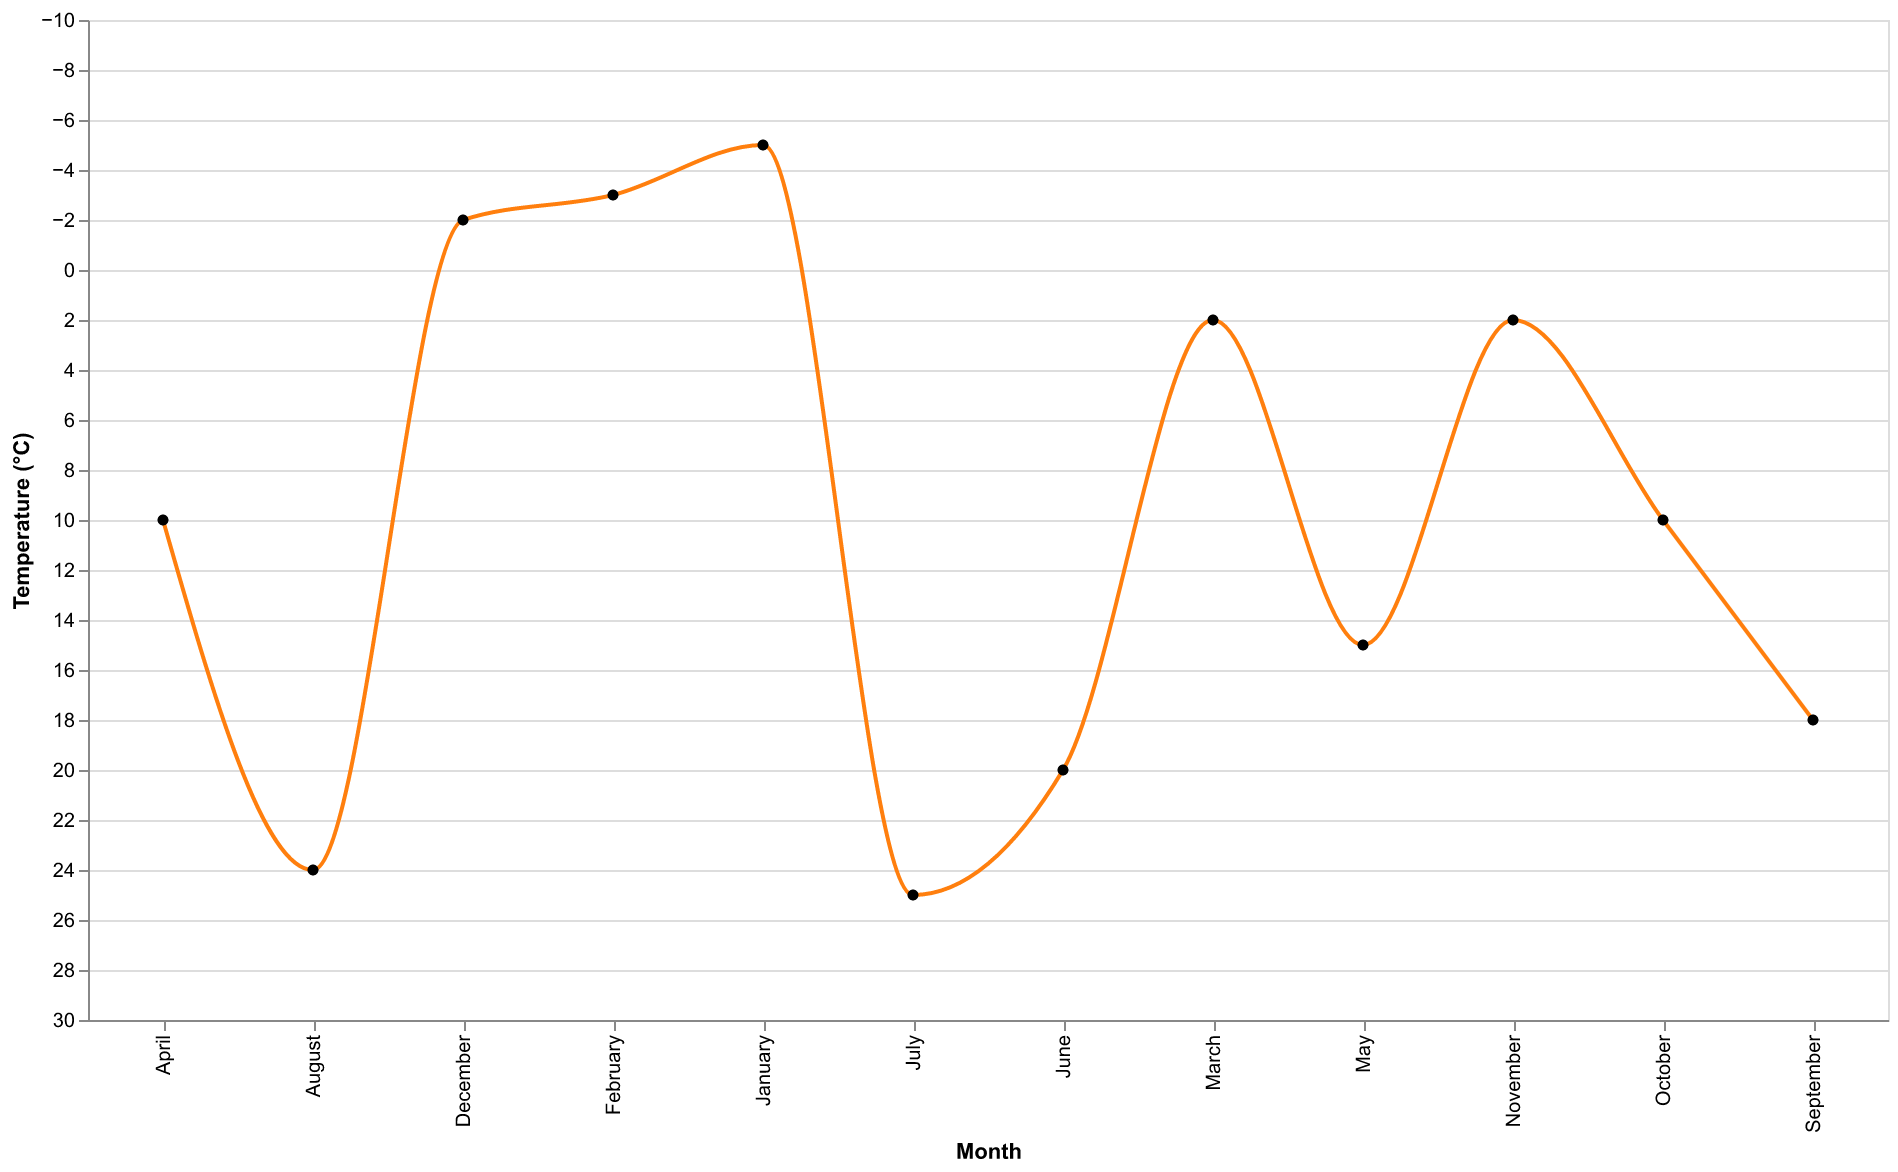 −10
−8
−6
−4
−2
0
2
4
6
8
10
12
14
16
18
20
22
24
26
28
30
Temperature (°C)
April
August
December
February
January
July
June
March
May
November
October
September
Month